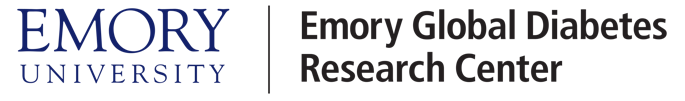 EMORY
UNIVERSITY
Emory Global Diabetes
Research Center